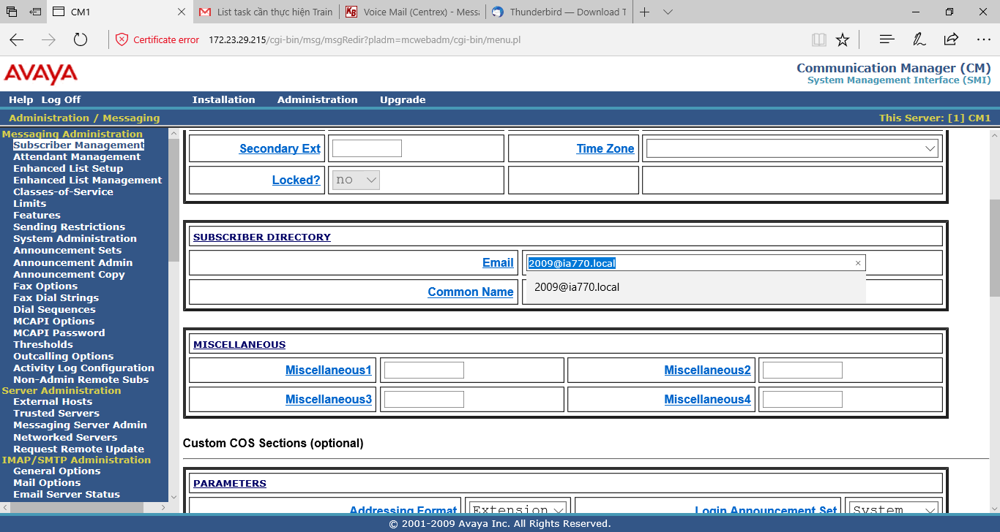 CM1
List task cần thực hiện Train
Voice Mail (Centrex) - Messa
Thunderbird — Download T
Certificate error
172.23.29.215/cgi-bin/msg/msgRedir?pladm=mcwebadm/cgi-bin/menu.pl
AVAYA
Communication Manager (CM)
System Management Interface (SMI)
Help Log Off Installation Administration Upgrade
Administration / Messaging
This Server: [1] CM1
Messaging Administration
Subscriber Management
Attendant Management
Enhanced List Setup
Enhanced List Management
Classes-of-Service
Limits
Features
Sending Restrictions
System Administration
Announcement Sets
Announcement Admin
Announcement Copy
Fax Options
Fax Dial Strings
Dial Sequences
MCAPI Options
MCAPI Password
Thresholds
Outcalling Options
Activity Log Configuration
Non-Admin Remote Subs
Server Administration
External Hosts
Trusted Servers
Messaging Server Admin
Networked Servers
Request Remote Update
IMAP/SMTP Administration
General Options
Mail Options
Email Server Status
Secondary Ext
Time Zone
Locked? no
SUBSCRIBER DIRECTORY
Email 2009@ia770.local
2009@ia770.local
Common Name
MISCELLANEOUS
Miscellaneous1
Miscellaneous2
Miscellaneous3
Miscellaneous4
Custom COS Sections (optional)
PARAMETERS
Addressing Format Extension
Login Announcement Set System
© 2001-2009 Avaya Inc. All Rights Reserved.